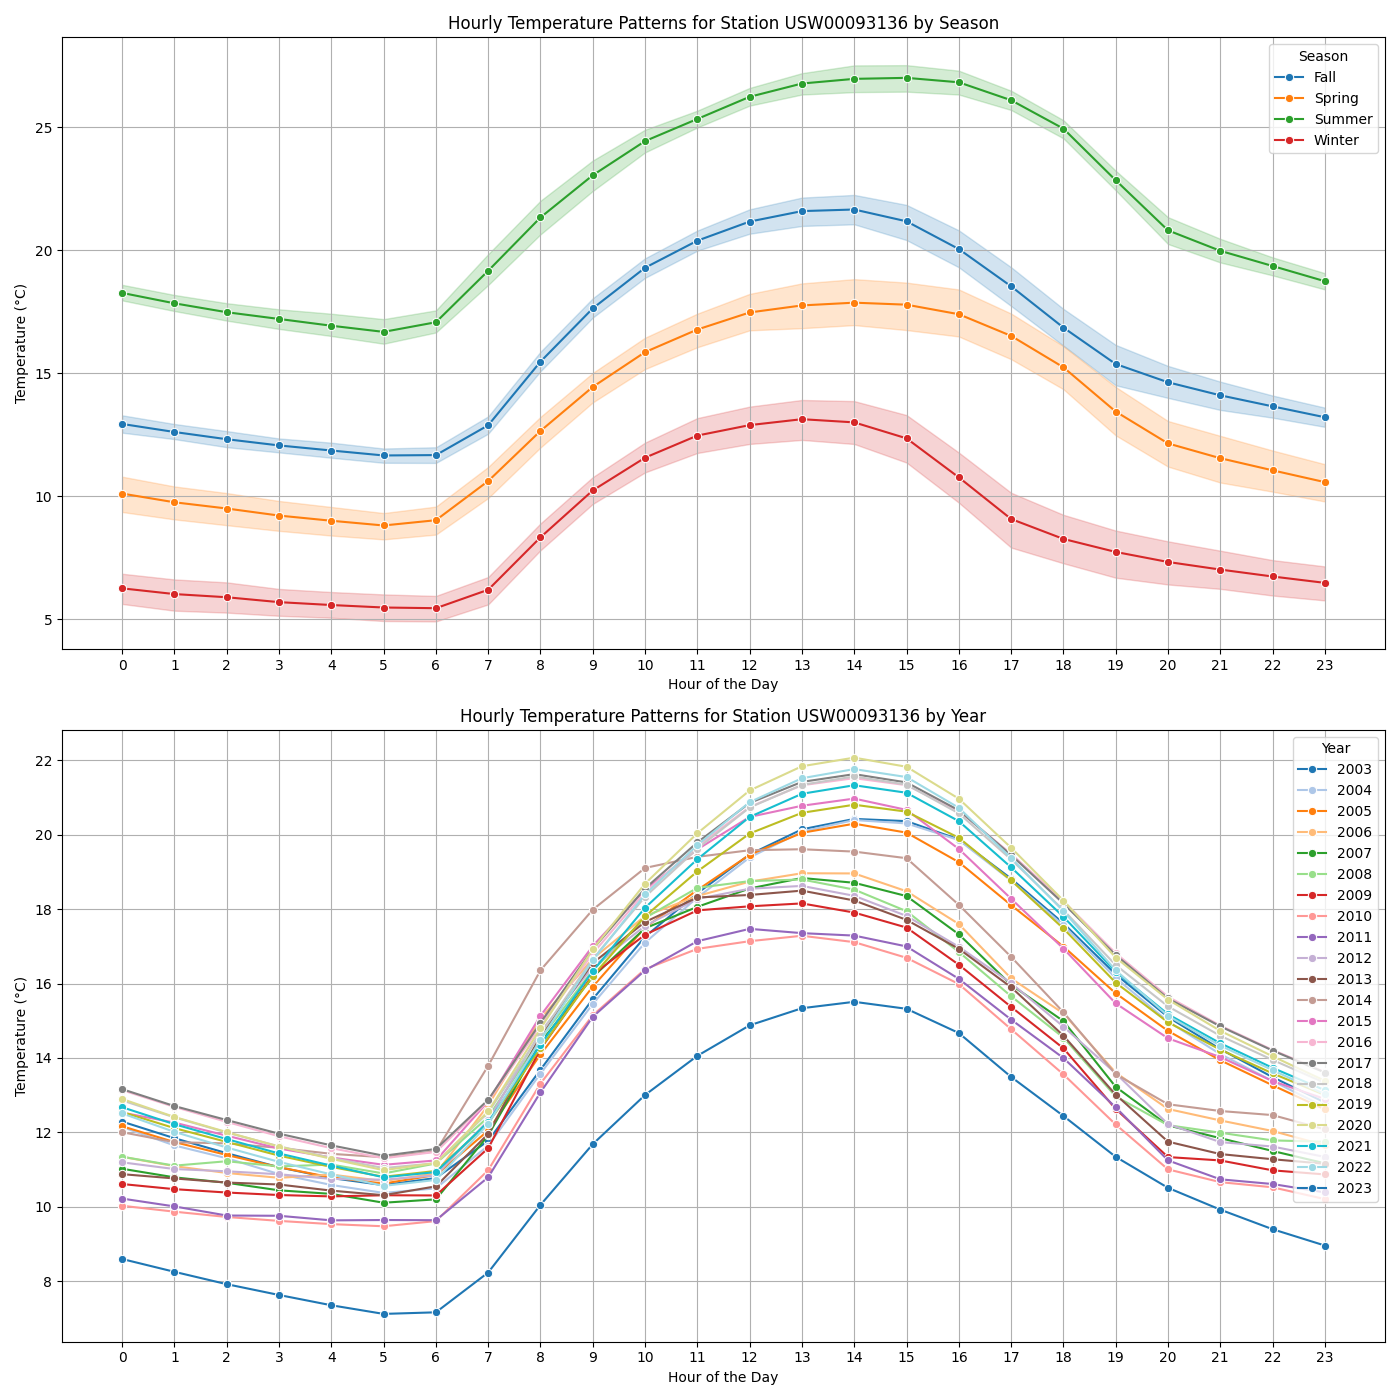 Hourly Temperature Patterns for Station USW00093136 by Season
Season
Fall
Spring
Summer
Winter
Temperature (°C)
25
20
15
10
5
0 1 2 3 4 5 6 7 8 9 10 11 12 13 14 15 16 17 18 19 20 21 22 23
Hour of the Day
Hourly Temperature Patterns for Station USW00093136 by Year
Year
2003
2004
2005
2006
2007
2008
2009
2010
2011
2012
2013
2014
2015
2016
2017
2018
2019
2020
2021
2022
2023
Temperature (°C)
22
20
18
16
14
12
10
8
0 1 2 3 4 5 6 7 8 9 10 11 12 13 14 15 16 17 18 19 20 21 22 23
Hour of the Day